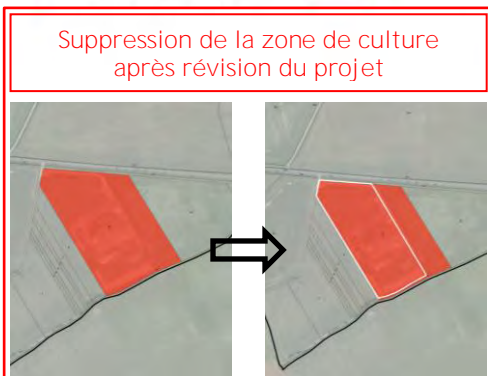 Suppression de la zone de culture
après révision du projet